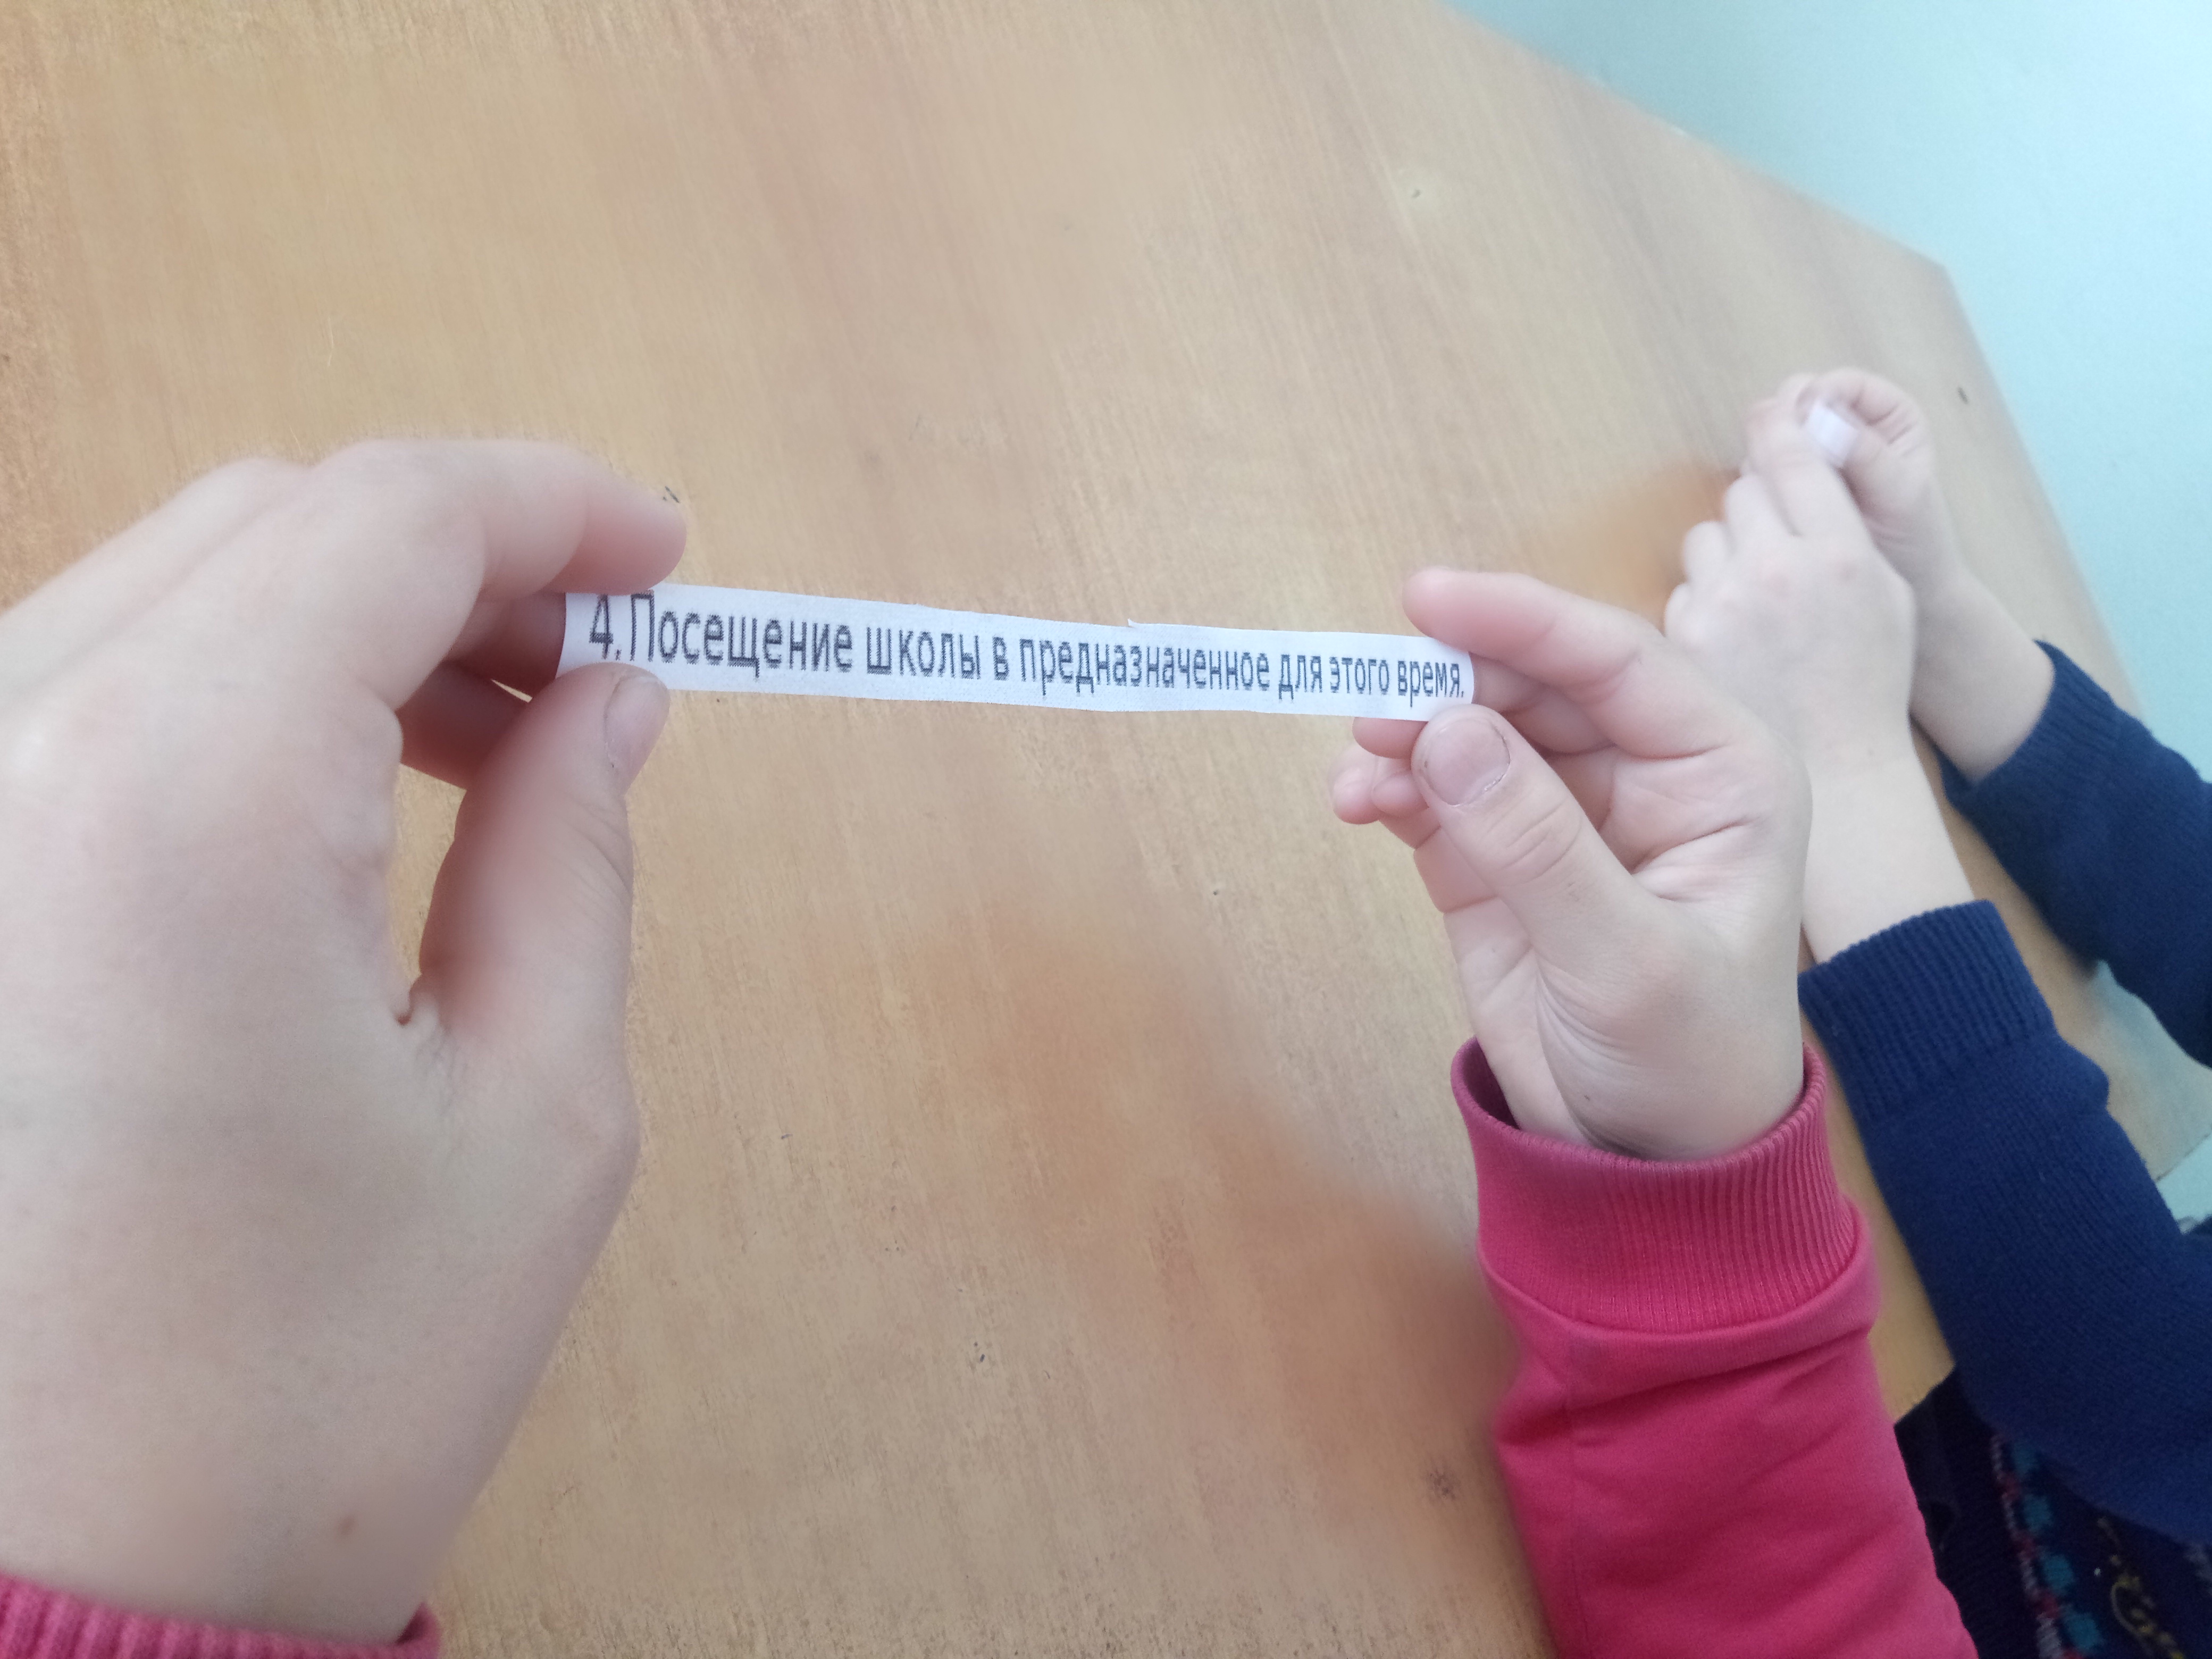 4.Посещение школы в предназначенное для этого время.